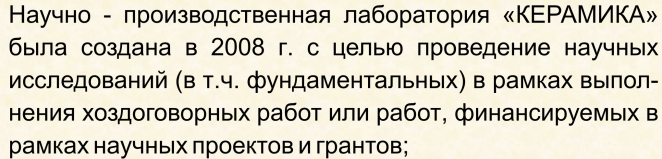 Научно - производственная лаборатория «КЕРАМИКА»
была создана в 2008 г. с целью проведение научных
исследований (в т.ч. фундаментальных) в рамках выпол-
нения хоздоговорных работ или работ, финансируемых в
рамках научных проектов и грантов;